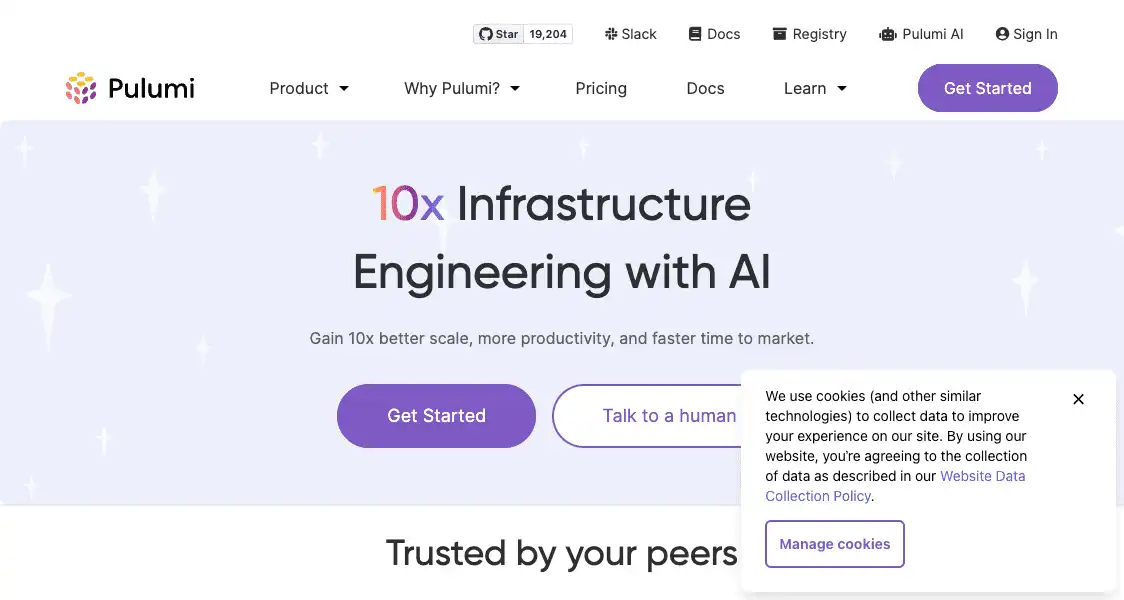 Star 19,204 Slack Docs Registry Pulumi AI Sign In
Pulumi Product Why Pulumi? Pricing Docs Learn Get Started
10x Infrastructure
Engineering with AI
Gain 10x better scale, more productivity, and faster time to market.
Get Started Talk to a human
We use cookies (and other similar
technologies) to collect data to improve
your experience on our site. By using our
website, you're agreeing to the collection
of data as described in our Website Data
Collection Policy.
Manage cookies
Trusted by your peers